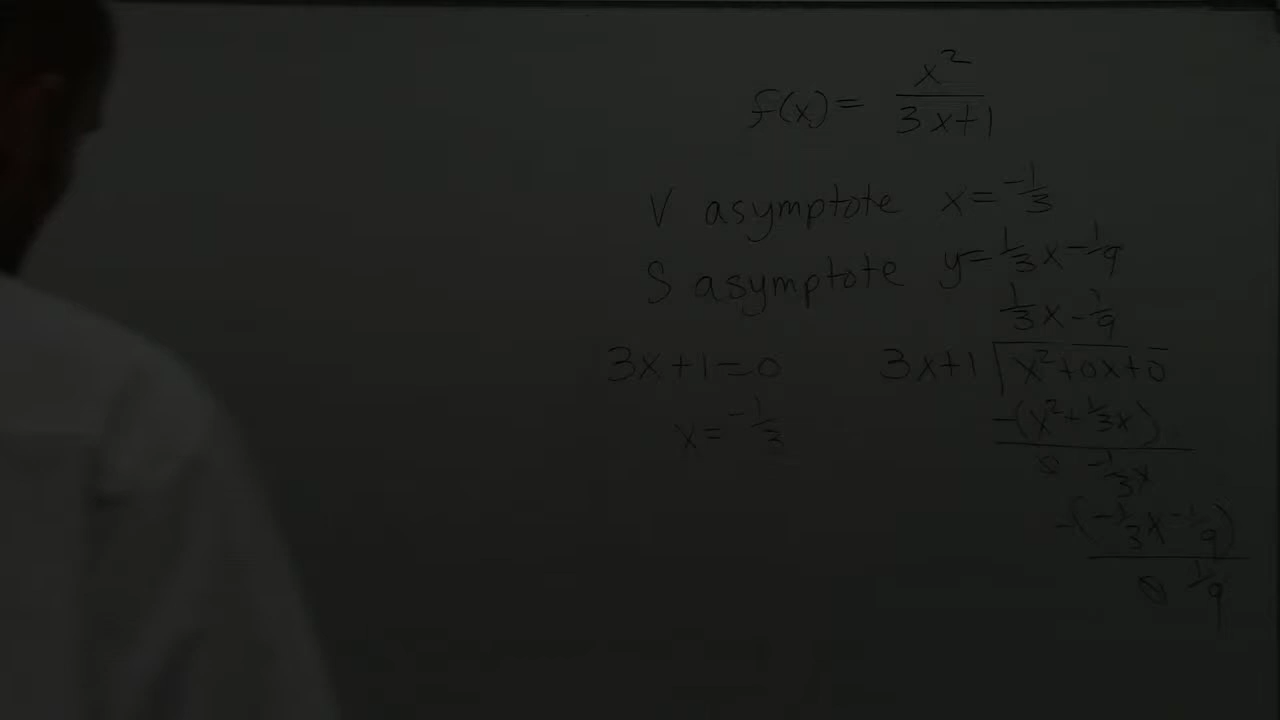 f(x) = x² / 3x+1
V asymptote x = -1/3
S asymptote y = 1/3x - 1/9
1/3x - 1/9
3x+1=0
3x+1 x²+0x+0
x = -1/3
-(x²+1/3x)
0 -1/3x
-(-1/3x - 1/9)
0 1/9